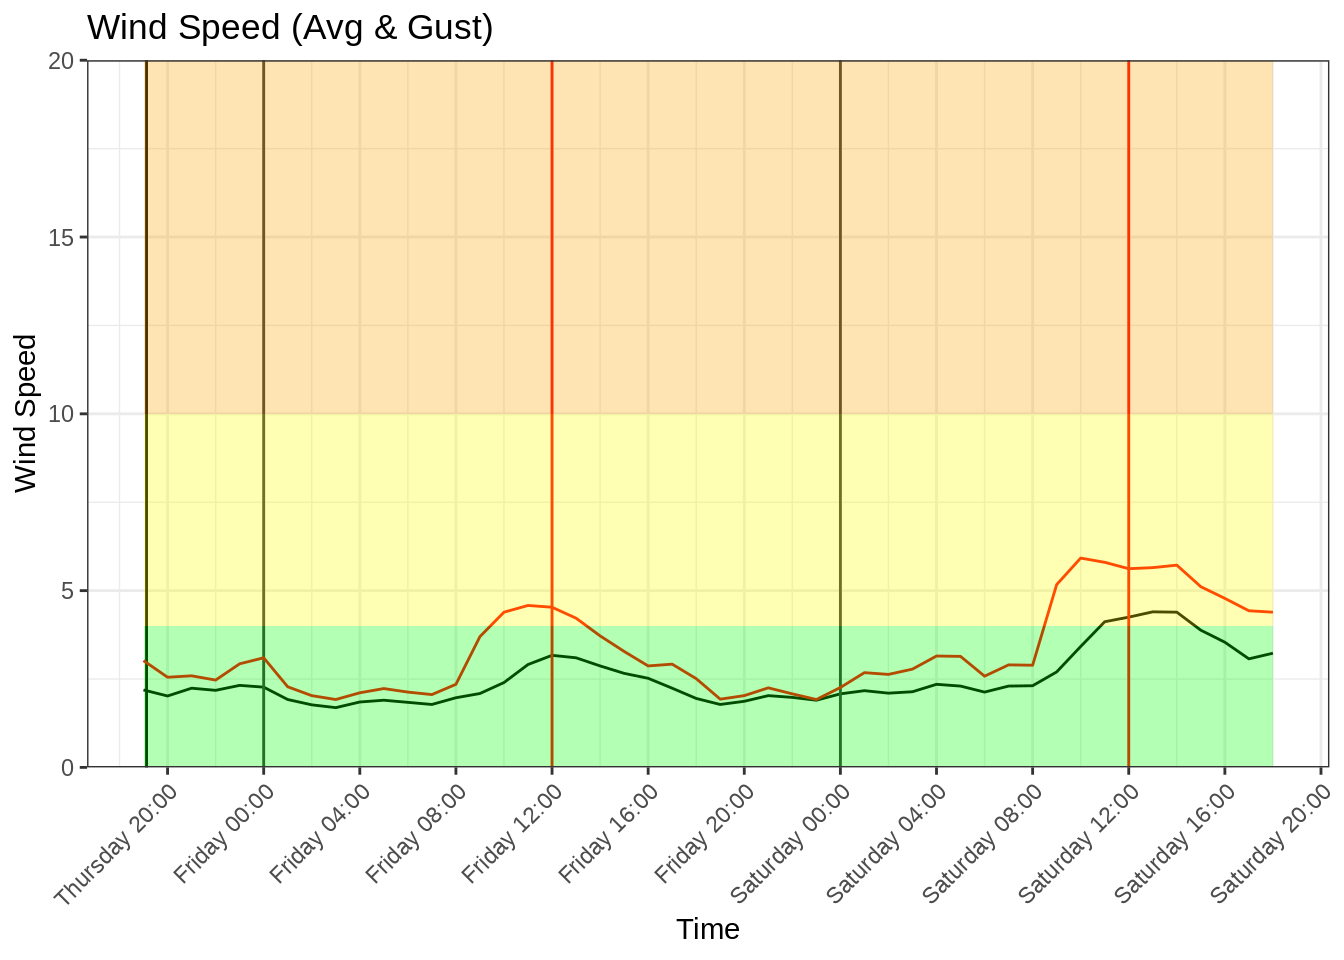 Wind Speed (Avg & Gust)
20
15
10
5
0
Wind Speed
Thursday 20:00
Friday 00:00
Friday 04:00
Friday 08:00
Friday 12:00
Friday 16:00
Friday 20:00
Saturday 00:00
Saturday 04:00
Saturday 08:00
Saturday 12:00
Saturday 16:00
Saturday 20:00
Time